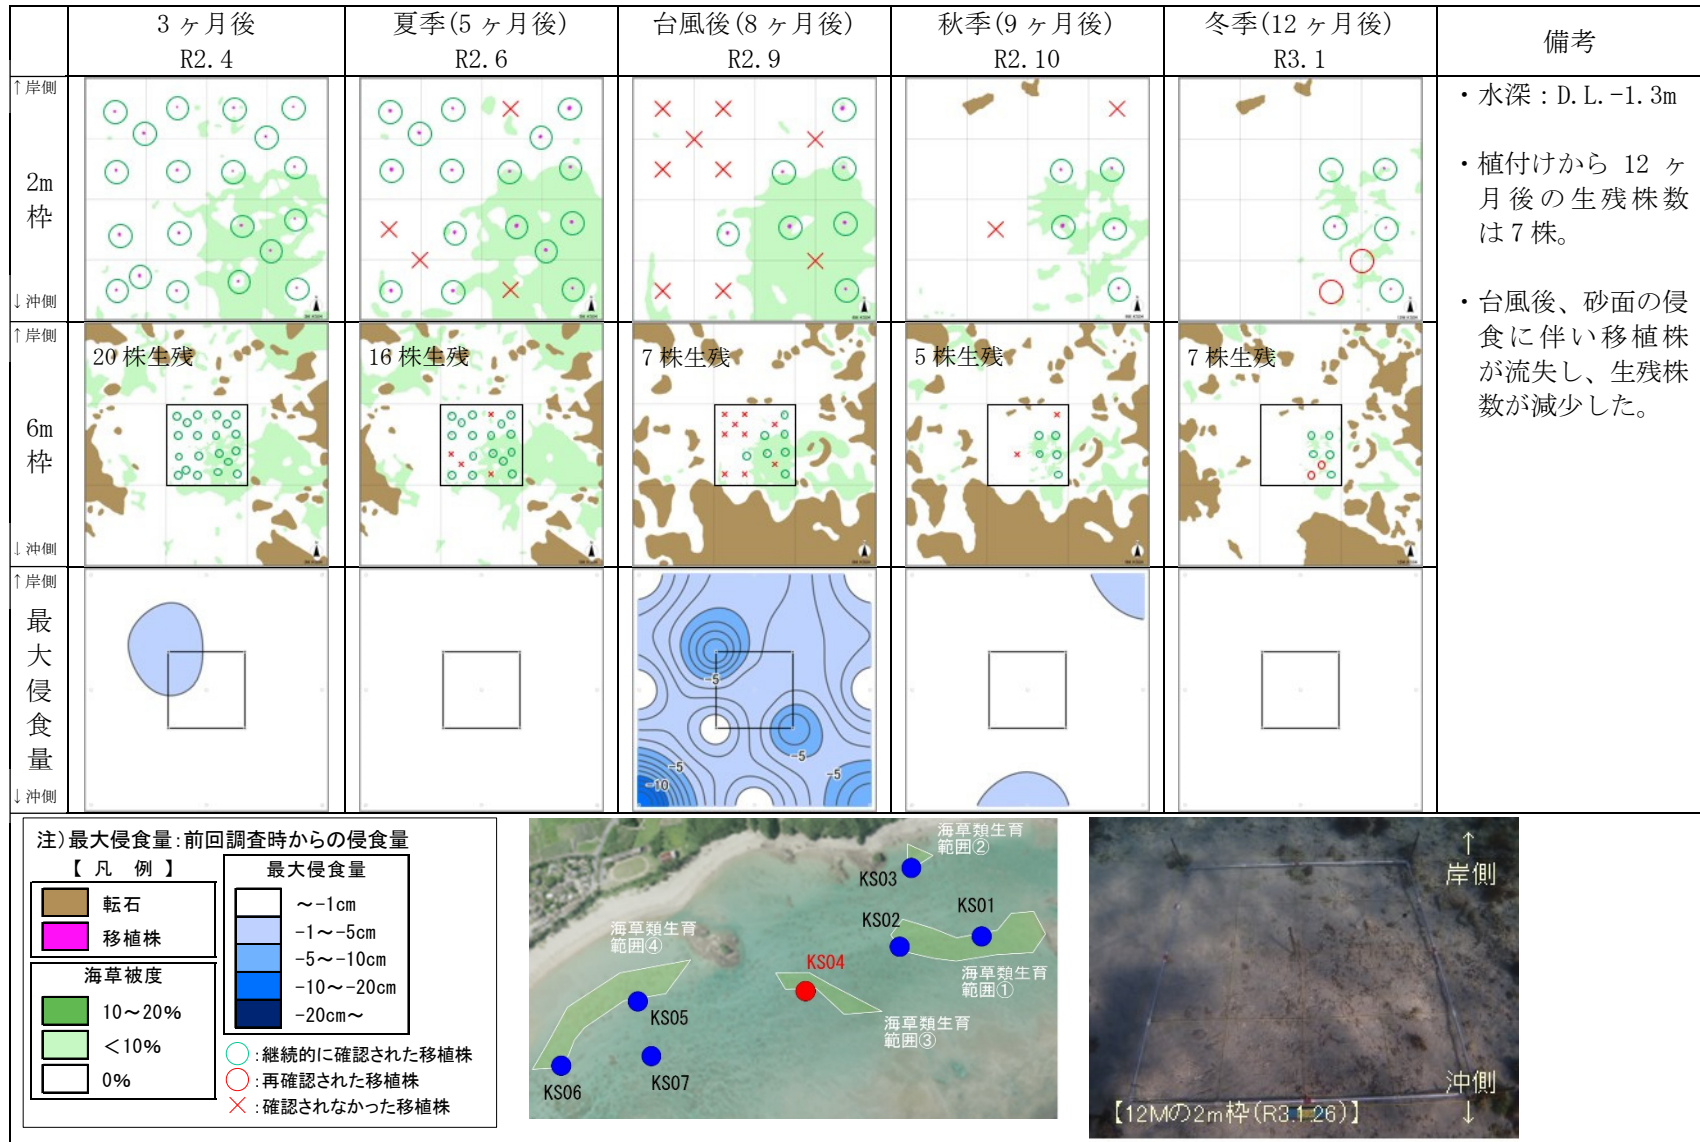 3 ヶ月後
R2.4
夏季(5 ヶ月後)
R2.6
台風後(8 ヶ月後)
R2.9
秋季(9 ヶ月後)
R2.10
冬季(12 ヶ月後)
R3.1
備考
↑岸側
2m
枠
↓沖側
・水深：D.L.-1.3m
・植付けから 12 ヶ
月後の生残株数
は 7 株。
・台風後、砂面の侵
食に伴い移植株
が流失し、生残株
数が減少した。
↑岸側
6m
枠
↓沖側
20 株生残
16 株生残
7 株生残
5 株生残
7 株生残
↑岸側
最
大
侵
食
量
↓沖側
-5
-5
-5
-5
-10
注)最大侵食量:前回調査時からの侵食量
【 凡 例 】
転石
移植株
海草被度
10～20%
＜10%
0%
最大侵食量
～-1cm
-1～-5cm
-5～-10cm
-10～-20cm
-20cm～
○:継続的に確認された移植株
○:再確認された移植株
×:確認されなかった移植株
海草類生育
範囲②
KS03
KS01
KS02
海草類生育
範囲④
KS04
海草類生育
範囲①
KS05
海草類生育
範囲③
KS06
KS07
↑
岸側
沖側
↓
【12Mの2m枠(R3.1.26)】